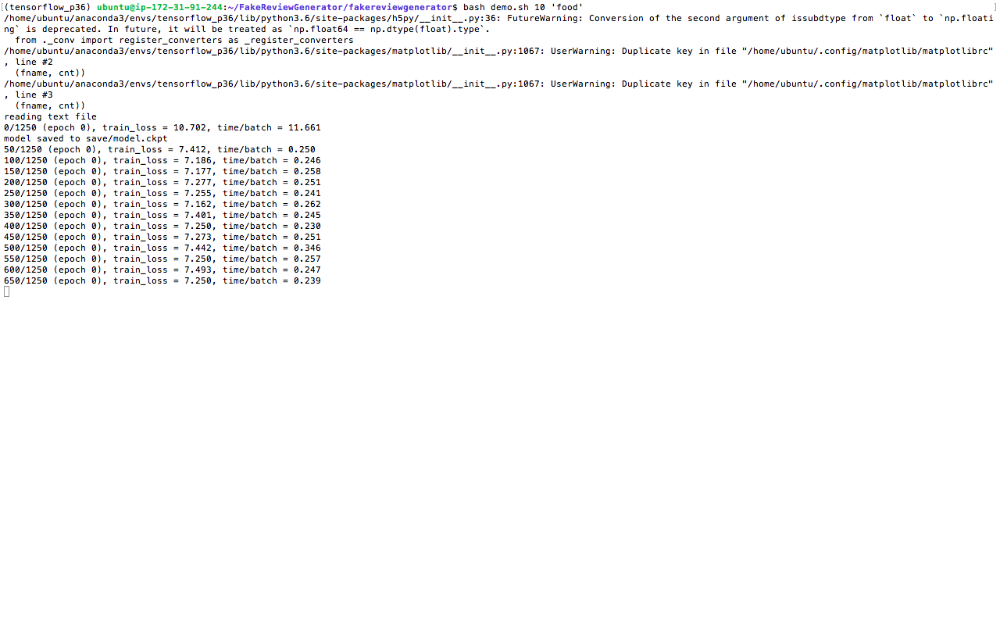 [(tensorflow_p36) ubuntu@ip-172-31-91-244:~/FakeReviewGenerator/fakereviewgenerator$ bash demo.sh 10 'food' ]
/home/ubuntu/anaconda3/envs/tensorflow_p36/lib/python3.6/site-packages/h5py/__init__.py:36: FutureWarning: Conversion of the second argument of issubdtype from `float` to `np.floati
ng` is deprecated. In future, it will be treated as `np.float64 == np.dtype(float).type`.
  from ._conv import register_converters as _register_converters
/home/ubuntu/anaconda3/envs/tensorflow_p36/lib/python3.6/site-packages/matplotlib/__init__.py:1067: UserWarning: Duplicate key in file "/home/ubuntu/.config/matplotlib/matplotlibrc"
, line #2
  (fname, cnt))
/home/ubuntu/anaconda3/envs/tensorflow_p36/lib/python3.6/site-packages/matplotlib/__init__.py:1067: UserWarning: Duplicate key in file "/home/ubuntu/.config/matplotlib/matplotlibrc"
, line #3
  (fname, cnt))
reading text file
0/1250 (epoch 0), train_loss = 10.702, time/batch = 11.661
model saved to save/model.ckpt
50/1250 (epoch 0), train_loss = 7.412, time/batch = 0.250
100/1250 (epoch 0), train_loss = 7.186, time/batch = 0.246
150/1250 (epoch 0), train_loss = 7.177, time/batch = 0.258
200/1250 (epoch 0), train_loss = 7.277, time/batch = 0.251
250/1250 (epoch 0), train_loss = 7.255, time/batch = 0.241
300/1250 (epoch 0), train_loss = 7.162, time/batch = 0.262
350/1250 (epoch 0), train_loss = 7.401, time/batch = 0.245
400/1250 (epoch 0), train_loss = 7.250, time/batch = 0.230
450/1250 (epoch 0), train_loss = 7.273, time/batch = 0.251
500/1250 (epoch 0), train_loss = 7.442, time/batch = 0.346
550/1250 (epoch 0), train_loss = 7.250, time/batch = 0.257
600/1250 (epoch 0), train_loss = 7.493, time/batch = 0.247
650/1250 (epoch 0), train_loss = 7.250, time/batch = 0.239